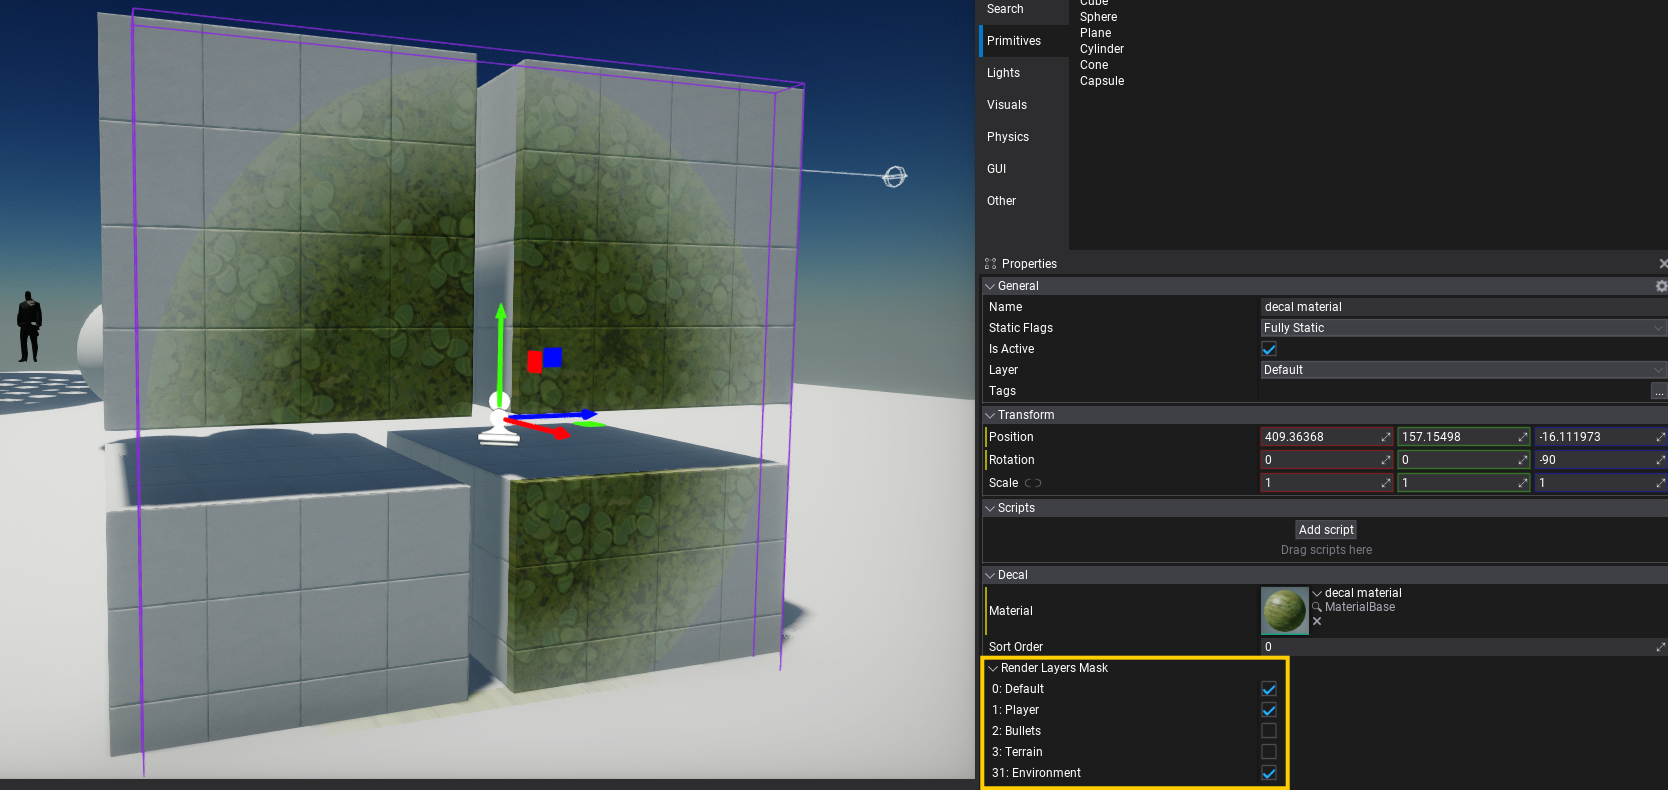 Search
Primitives
Lights
Visuals
Physics
GUI
Other
Cube
Sphere
Plane
Cylinder
Cone
Capsule
Properties
General
Name decal material
Static Flags Fully Static
Is Active
Layer Default
Tags ...
Transform
Position 409.36368 157.15498 -16.111973
Rotation 0 0 -90
Scale 1 1 1
Scripts
Add script
Drag scripts here
Decal
Material decal material
MaterialBase
Sort Order 0
Render Layers Mask
0: Default
1: Player
2: Bullets
3: Terrain
31: Environment